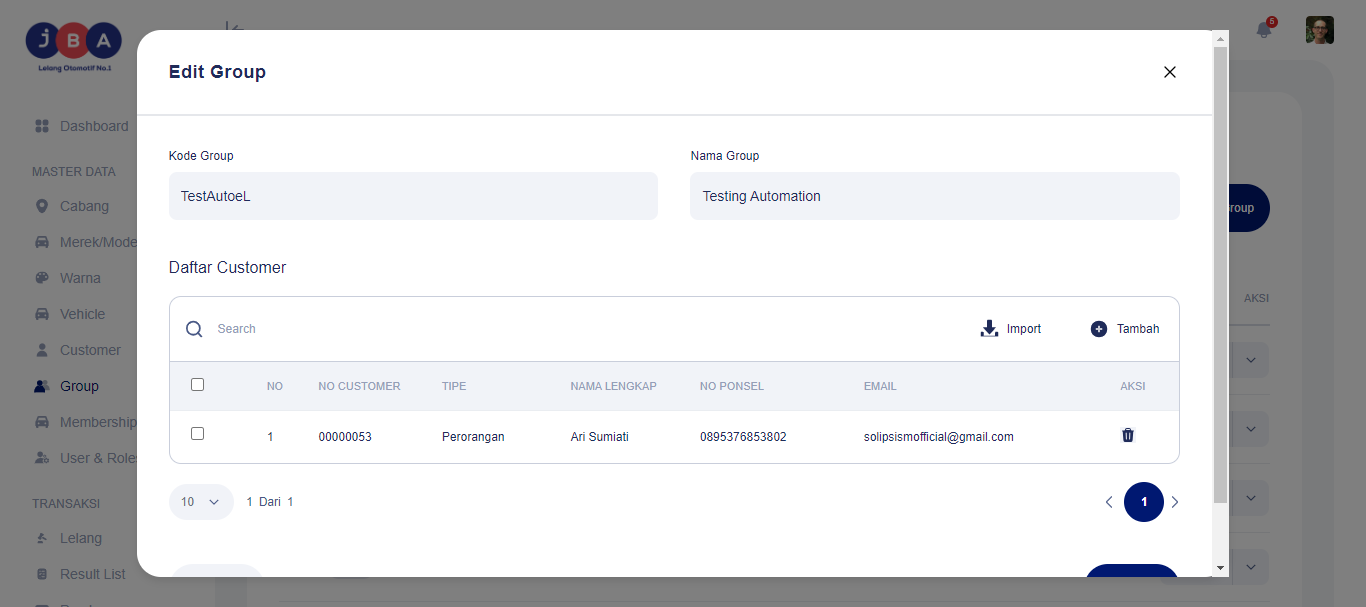 JBA
Lelang Otomotif No.1
6
Dashboard
MASTER DATA
Cabang
Merek/Mode
Warna
Vehicle
Customer
Group
Membership
User & Roles
TRANSAKSI
Lelang
Result List
Edit Group
Kode Group
Nama Group
TestAutoeL
Testing Automation
Daftar Customer
Search
Import
Tambah
NO NO CUSTOMER TIPE NAMA LENGKAP NO PONSEL EMAIL AKSI
1 00000053 Perorangan Ari Sumiati 0895376853802 solipsismofficial@gmail.com
10
1 Dari 1
1
roup
AKSI